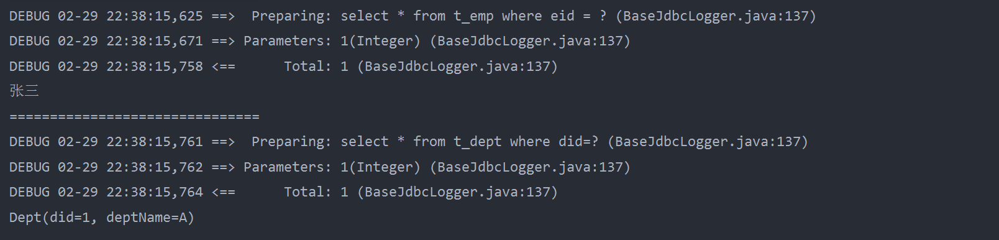 DEBUG 02-29 22:38:15,625 ==>  Preparing: select * from t_emp where eid = ? (BaseJdbcLogger.java:137)
DEBUG 02-29 22:38:15,671 ==> Parameters: 1(Integer) (BaseJdbcLogger.java:137)
DEBUG 02-29 22:38:15,758 <==      Total: 1 (BaseJdbcLogger.java:137)
张三
===============================
DEBUG 02-29 22:38:15,761 ==>  Preparing: select * from t_dept where did=? (BaseJdbcLogger.java:137)
DEBUG 02-29 22:38:15,762 ==> Parameters: 1(Integer) (BaseJdbcLogger.java:137)
DEBUG 02-29 22:38:15,764 <==      Total: 1 (BaseJdbcLogger.java:137)
Dept(did=1, deptName=A)